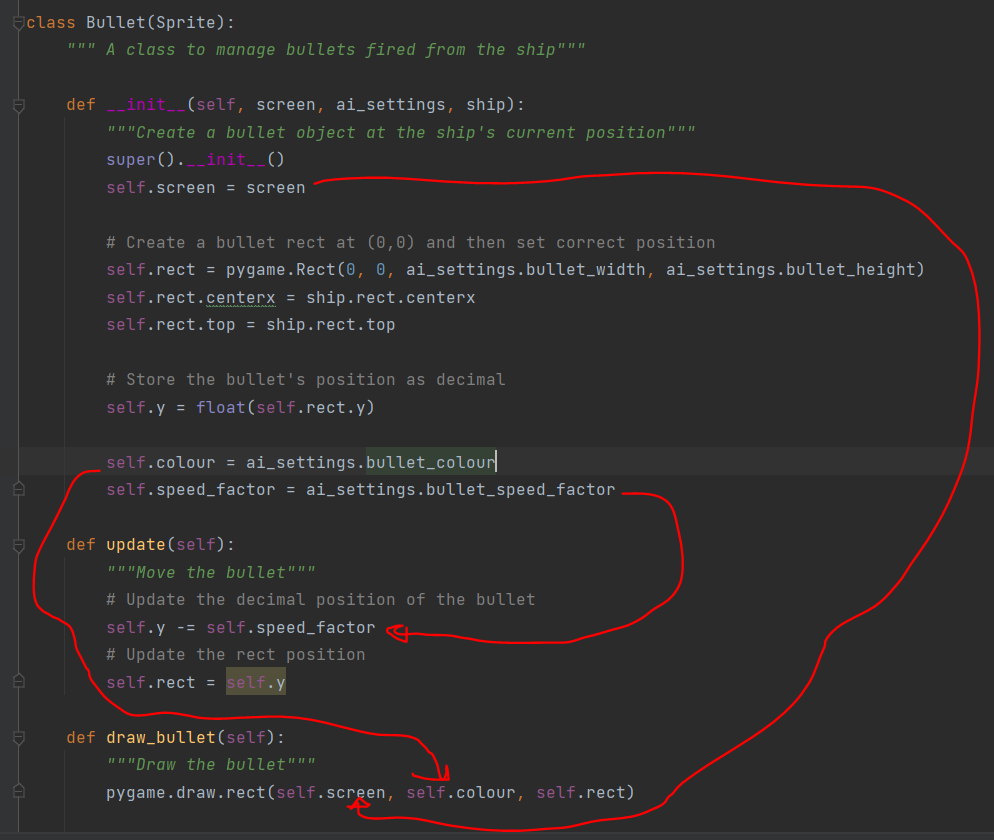 class Bullet(Sprite):
""" A class to manage bullets fired from the ship"""
def __init__(self, screen, ai_settings, ship):
"""Create a bullet object at the ship's current position"""
super().__init__()
self.screen = screen
# Create a bullet rect at (0,0) and then set correct position
self.rect = pygame.Rect(0, 0, ai_settings.bullet_width, ai_settings.bullet_height)
self.rect.centerx = ship.rect.centerx
self.rect.top = ship.rect.top
# Store the bullet's position as decimal
self.y = float(self.rect.y)
self.colour = ai_settings.bullet_colour
self.speed_factor = ai_settings.bullet_speed_factor
def update(self):
"""Move the bullet"""
# Update the decimal position of the bullet
self.y -= self.speed_factor
# Update the rect position
self.rect = self.y
def draw_bullet(self):
"""Draw the bullet"""
pygame.draw.rect(self.screen, self.colour, self.rect)